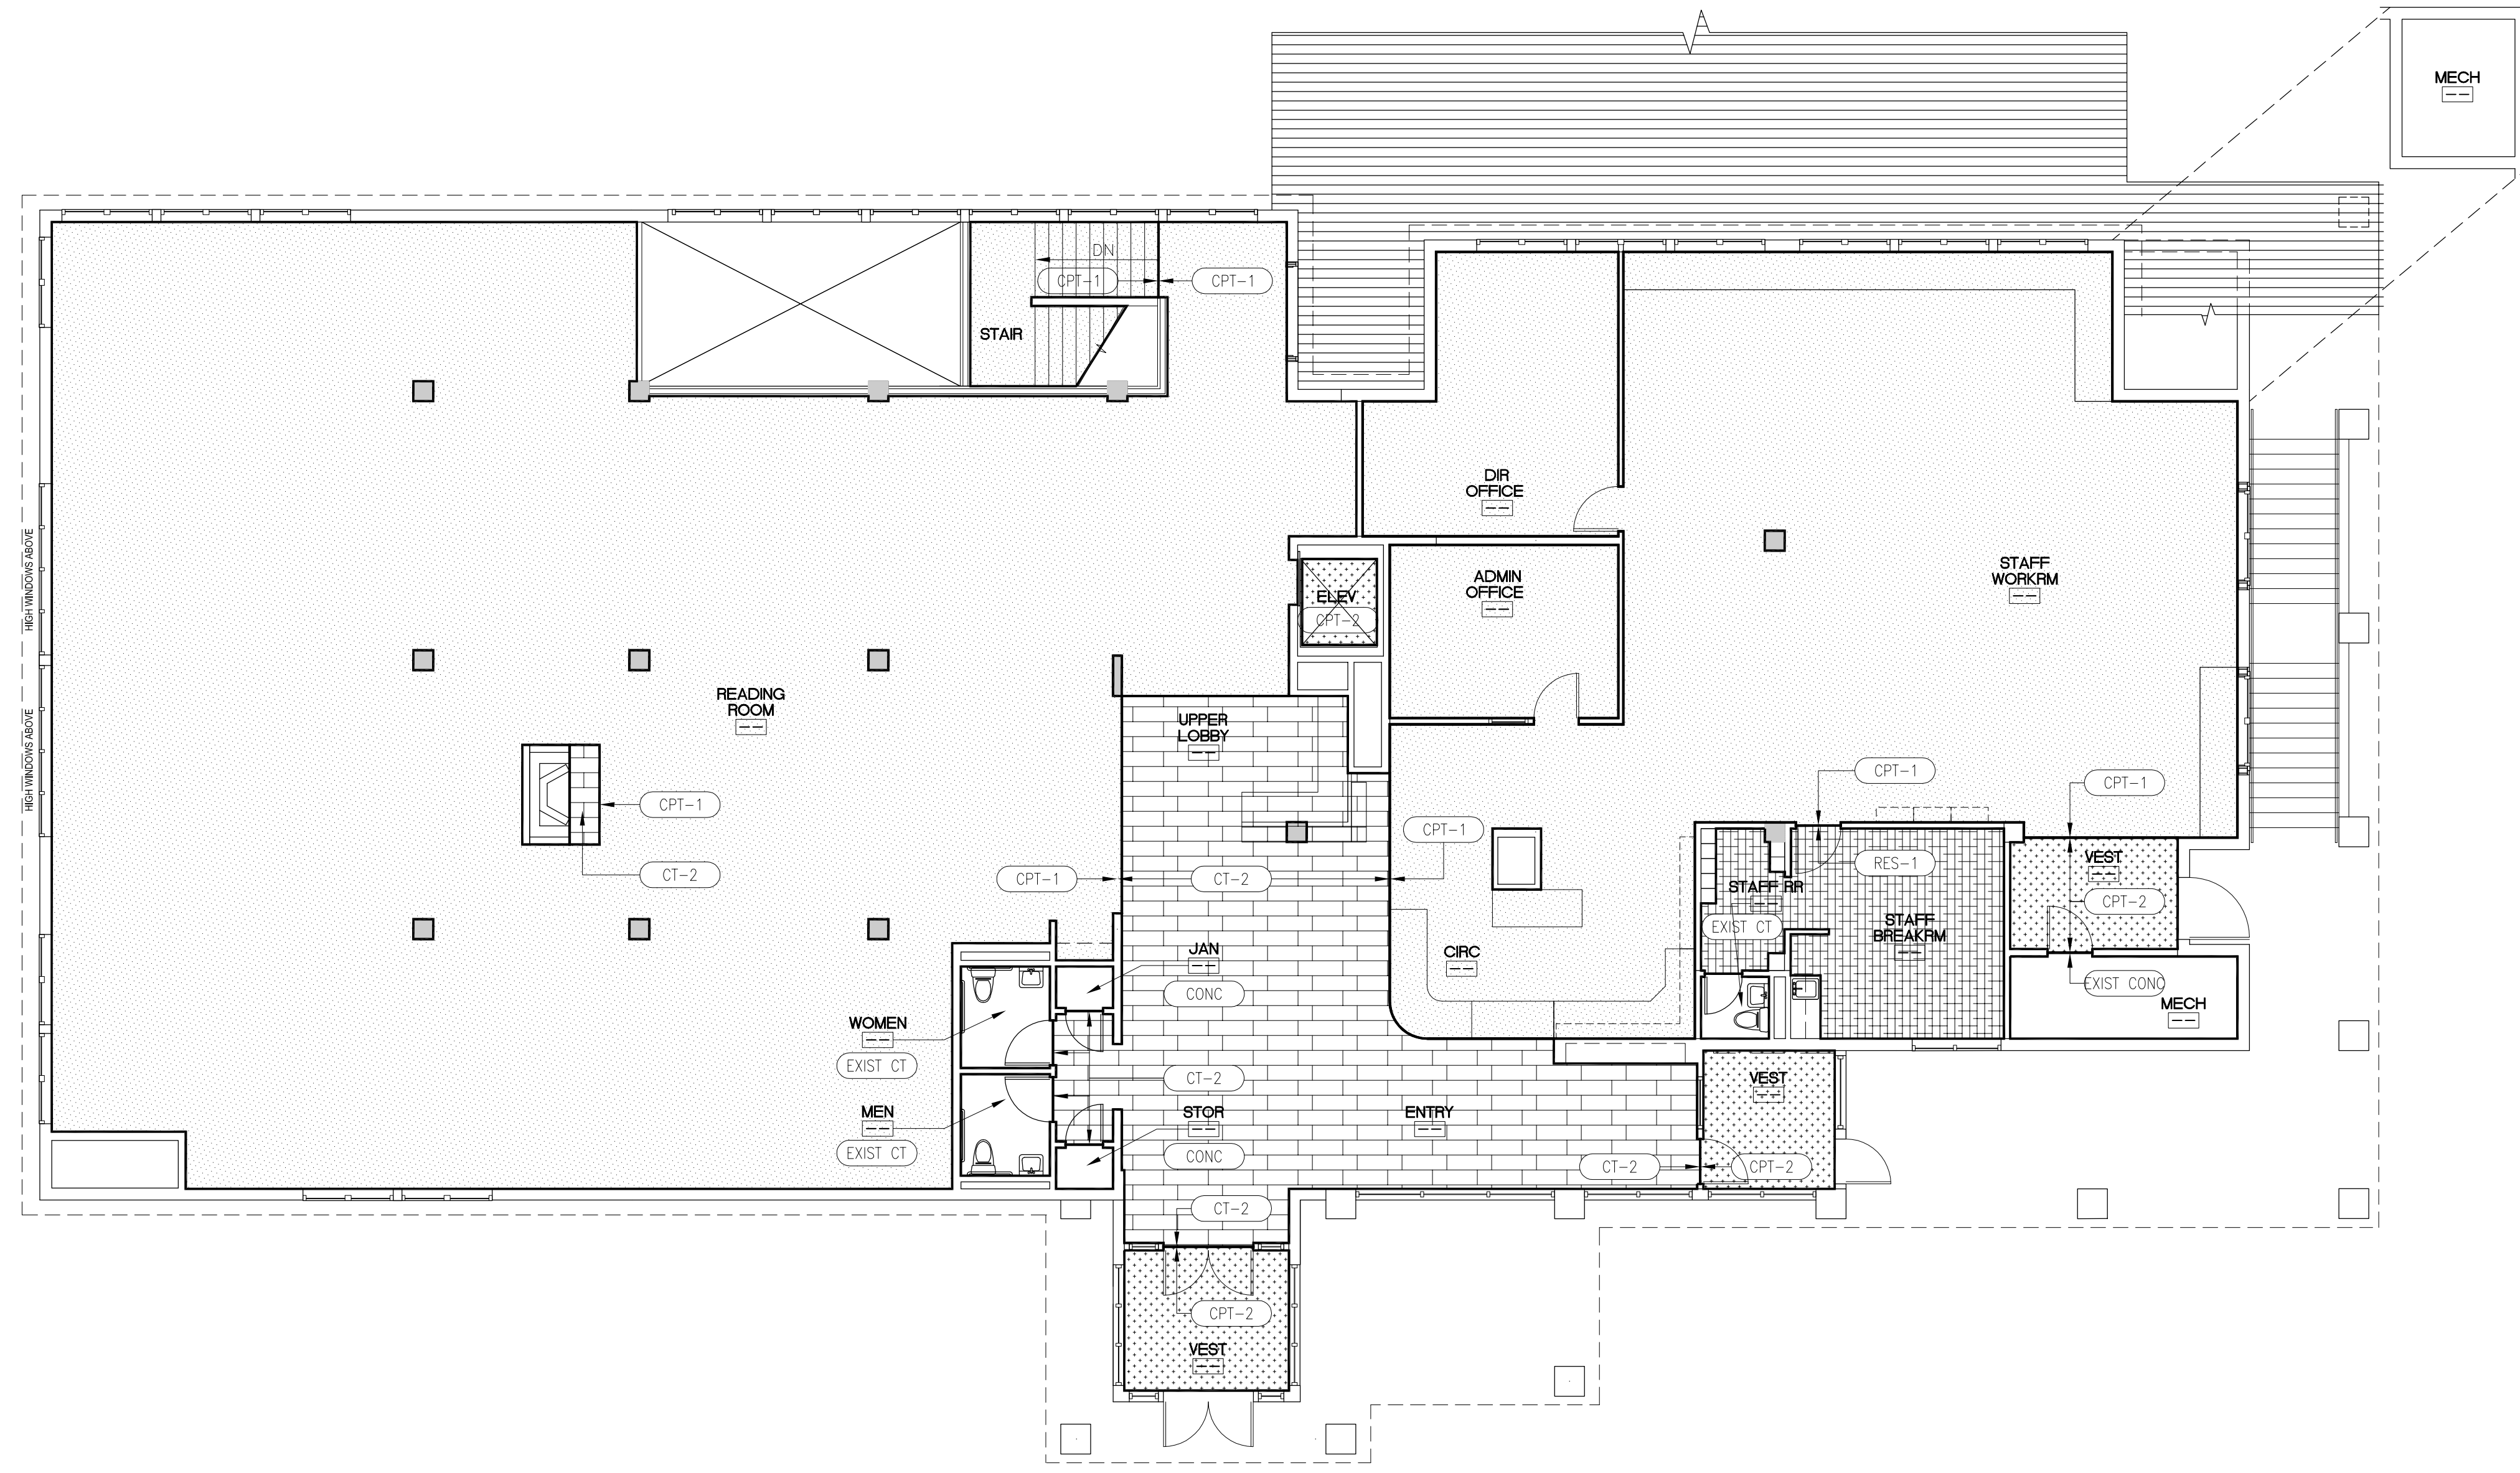 MECH
--
DN
CPT-1
CPT-1
STAIR
DIR
OFFICE
--
HIGH WINDOWS ABOVE
ADMIN
OFFICE
--
STAFF
WORKRM
--
ELEV
CPT-2
READING
ROOM
--
UPPER
LOBBY
--
HIGH WINDOWS ABOVE
CPT-1
CPT-1
CPT-1
CPT-1
CT-2
CPT-1
CT-2
RES-1
VEST
--
CPT-2
STAFF RR
--
EXIST CT
STAFF
BREAKRM
--
JAN
--
CONC
CIRC
--
EXIST CONC
MECH
--
WOMEN
--
EXIST CT
CT-2
VEST
--
MEN
--
EXIST CT
STOR
--
CONC
ENTRY
--
CT-2
CPT-2
CT-2
CPT-2
VEST
--